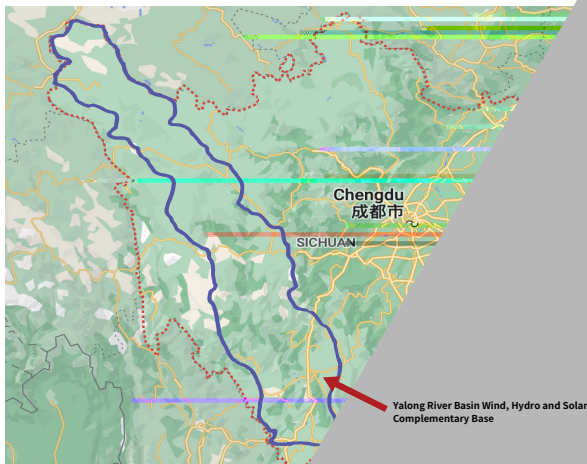 Chengdu
成都市
SICHUAN
Yalong River Basin Wind, Hydro and Solar
Complementary Base